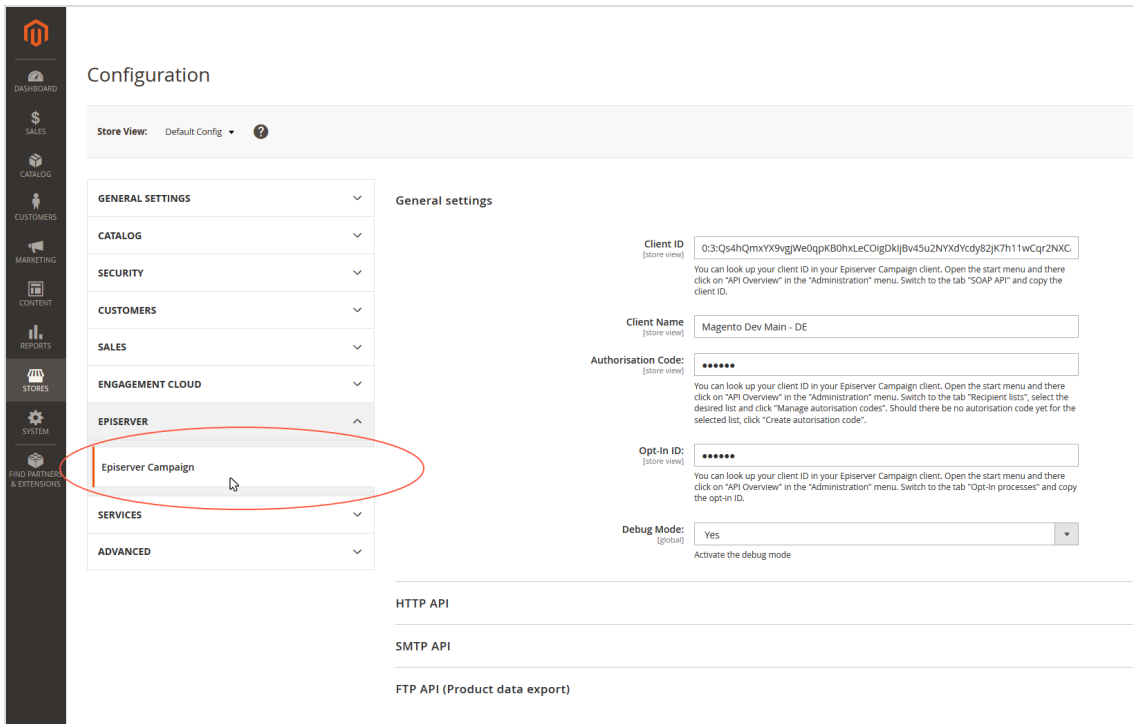 DASHBOARD
$
SALES
CATALOG
CUSTOMERS
MARKETING
CONTENT
REPORTS
STORES
SYSTEM
FIND PARTNERS
& EXTENSIONS
Configuration
Store View: Default Config ?
GENERAL SETTINGS
CATALOG
SECURITY
CUSTOMERS
SALES
ENGAGEMENT CLOUD
EPISERVER
Episerver Campaign
SERVICES
ADVANCED
General settings
Client ID
[store view]
You can look up your client ID in your Episerver Campaign client. Open the start menu and there
click on "API Overview" in the "Administration" menu. Switch to the tab "SOAP API" and copy the
client ID.
Client Name
[store view]
Magento Dev Main - DE
Authorisation Code:
[store view]
••••••
You can look up your client ID in your Episerver Campaign client. Open the start menu and there
click on "API Overview" in the "Administration" menu. Switch to the tab "Recipient lists", select the
desired list and click "Manage autorisation codes". Should there be no autorisation code yet for the
selected list, click "Create autorisation code".
Opt-In ID:
[store view]
••••••
You can look up your client ID in your Episerver Campaign client. Open the start menu and there
click on "API Overview" in the "Administration" menu. Switch to the tab "Opt-In processes" and copy
the opt-in ID.
Debug Mode:
[global]
Yes
Activate the debug mode
HTTP API
SMTP API
FTP API (Product data export)